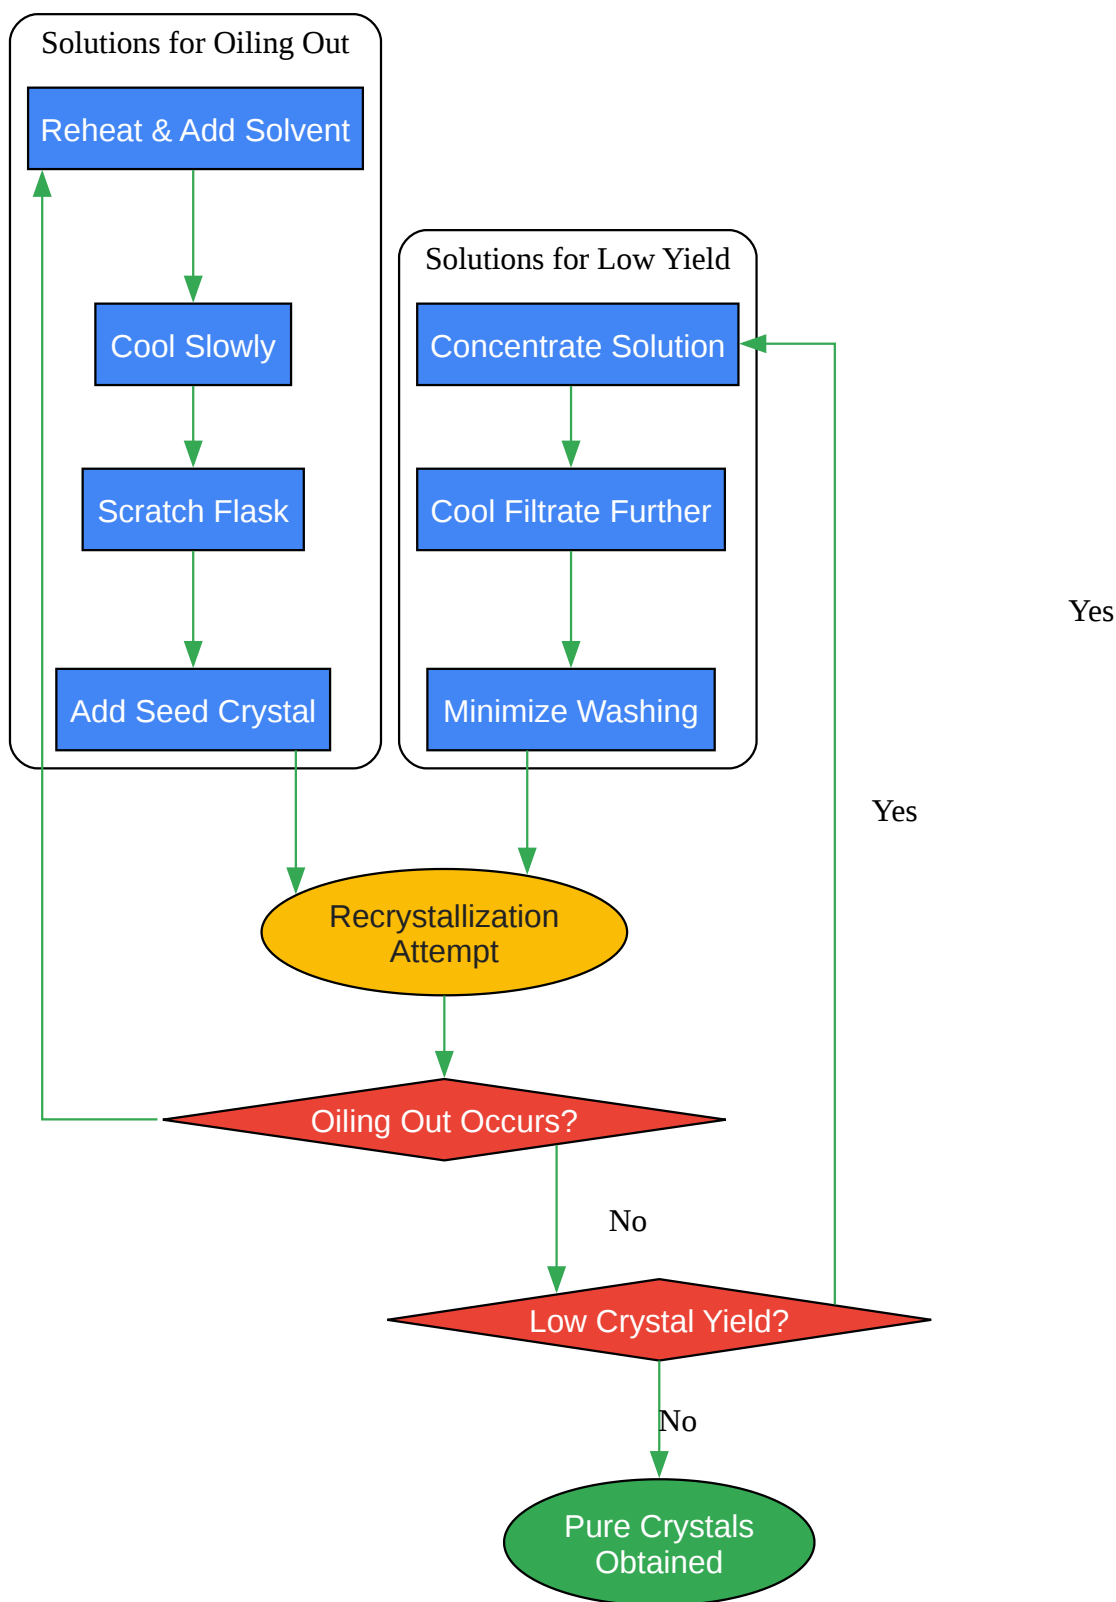 Solutions for Oiling Out
Reheat & Add Solvent
Cool Slowly
Scratch Flask
Add Seed Crystal
Solutions for Low Yield
Concentrate Solution
Cool Filtrate Further
Minimize Washing
Yes
Yes
Recrystallization
Attempt
Oiling Out Occurs?
No
Low Crystal Yield?
No
Pure Crystals
Obtained